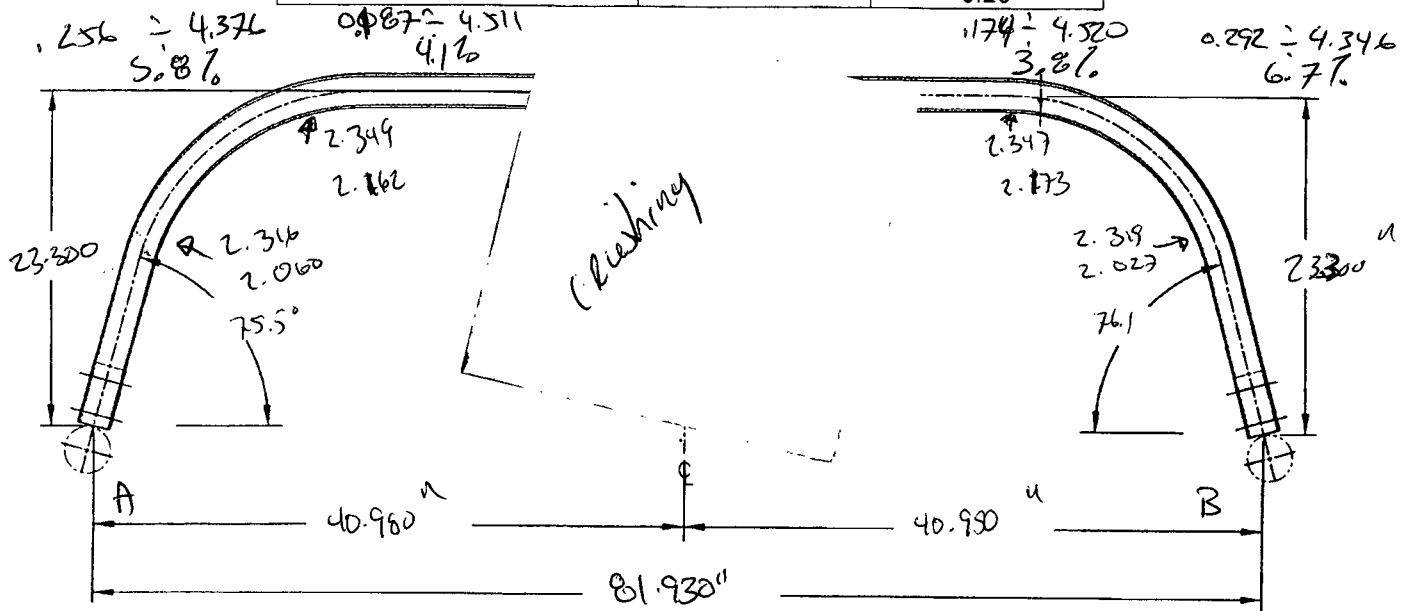 .256 ÷ 4.376
5.8%
0.187 ÷ 4.511
4.1%
.174 ÷ 4.520
3.8%
0.292 ÷ 4.346
6.7%
2.349
2.162
2.347
2.173
23.300
2.316
2.060
75.5°
Crushing
2.319
2.027
76.1
23.300"
A
B
40.980"
40.950"
81.930"